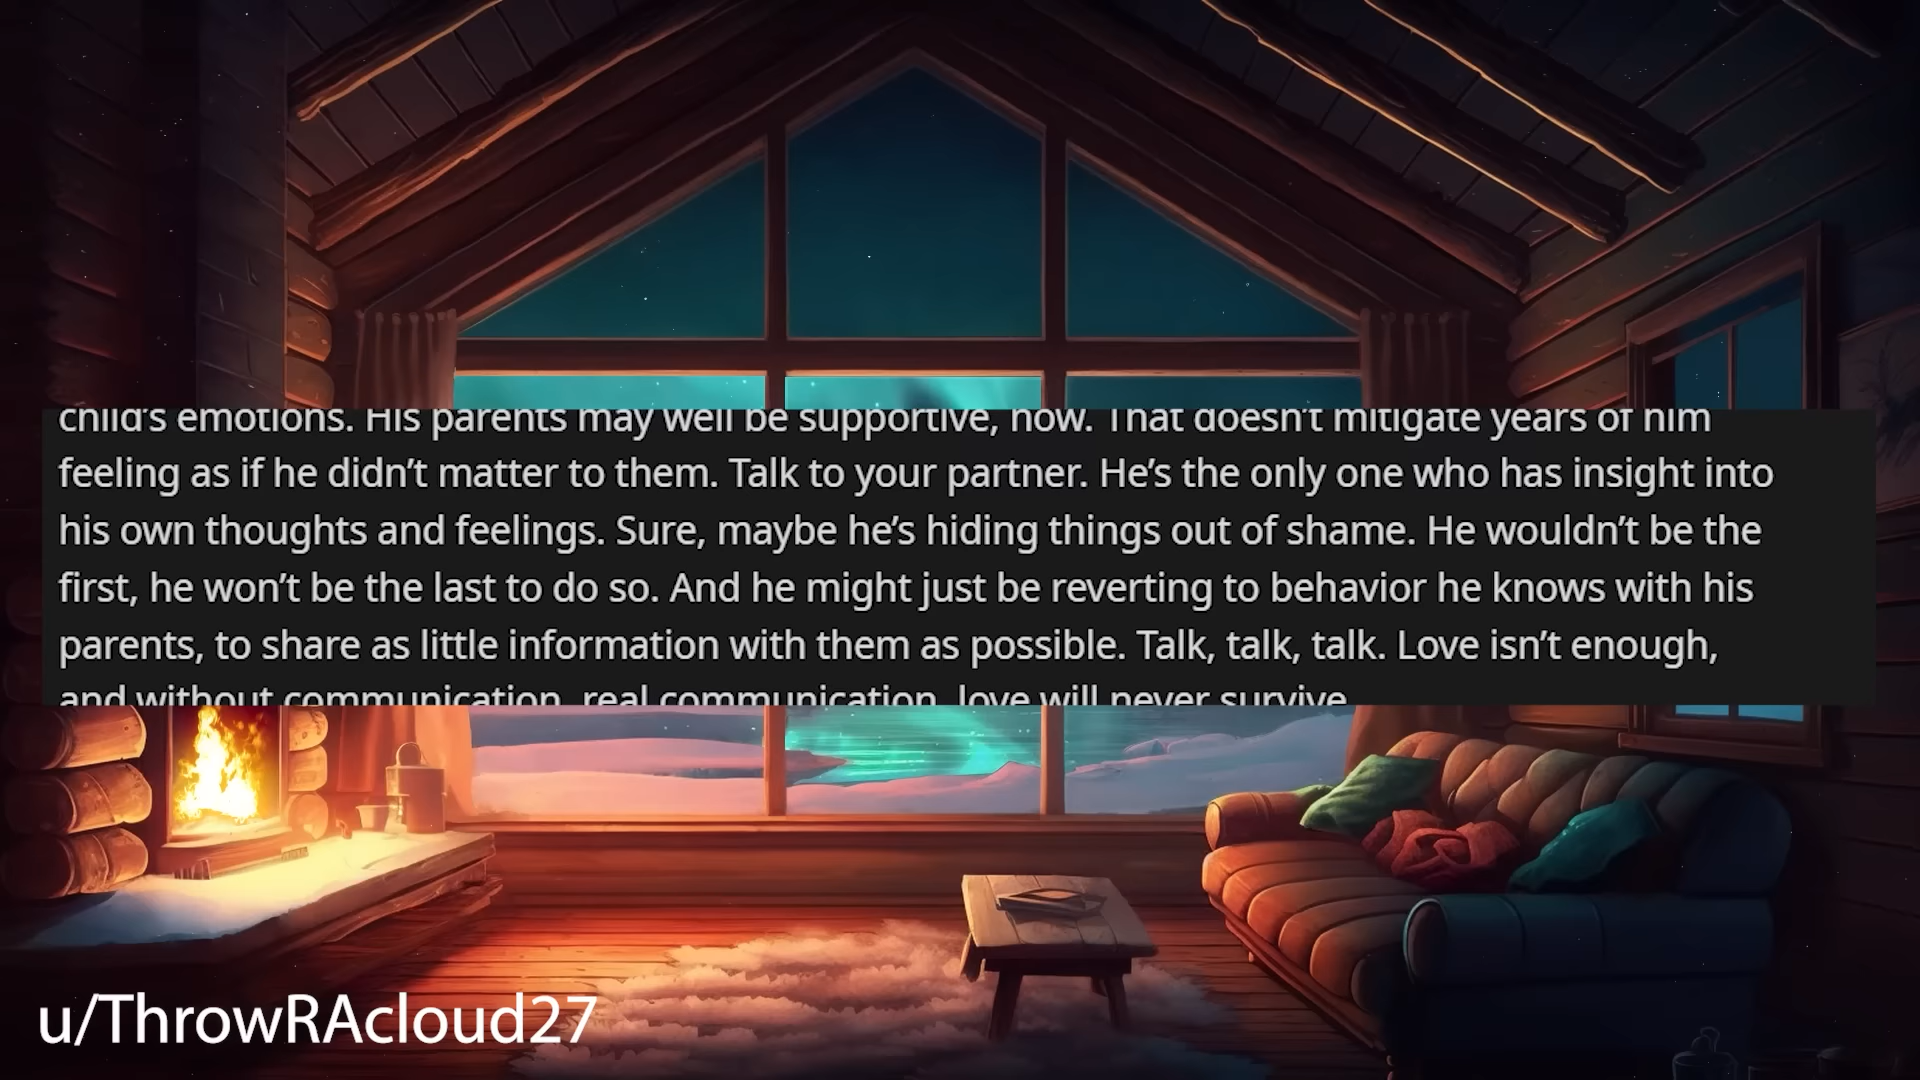 child’s emotions. His parents may well be supportive, now. That doesn’t mitigate years of him
feeling as if he didn’t matter to them. Talk to your partner. He’s the only one who has insight into
his own thoughts and feelings. Sure, maybe he’s hiding things out of shame. He wouldn’t be the
first, he won’t be the last to do so. And he might just be reverting to behavior he knows with his
parents, to share as little information with them as possible. Talk, talk, talk. Love isn’t enough,
and without communication, real communication, love will never survive.
u/ThrowRAcloud27